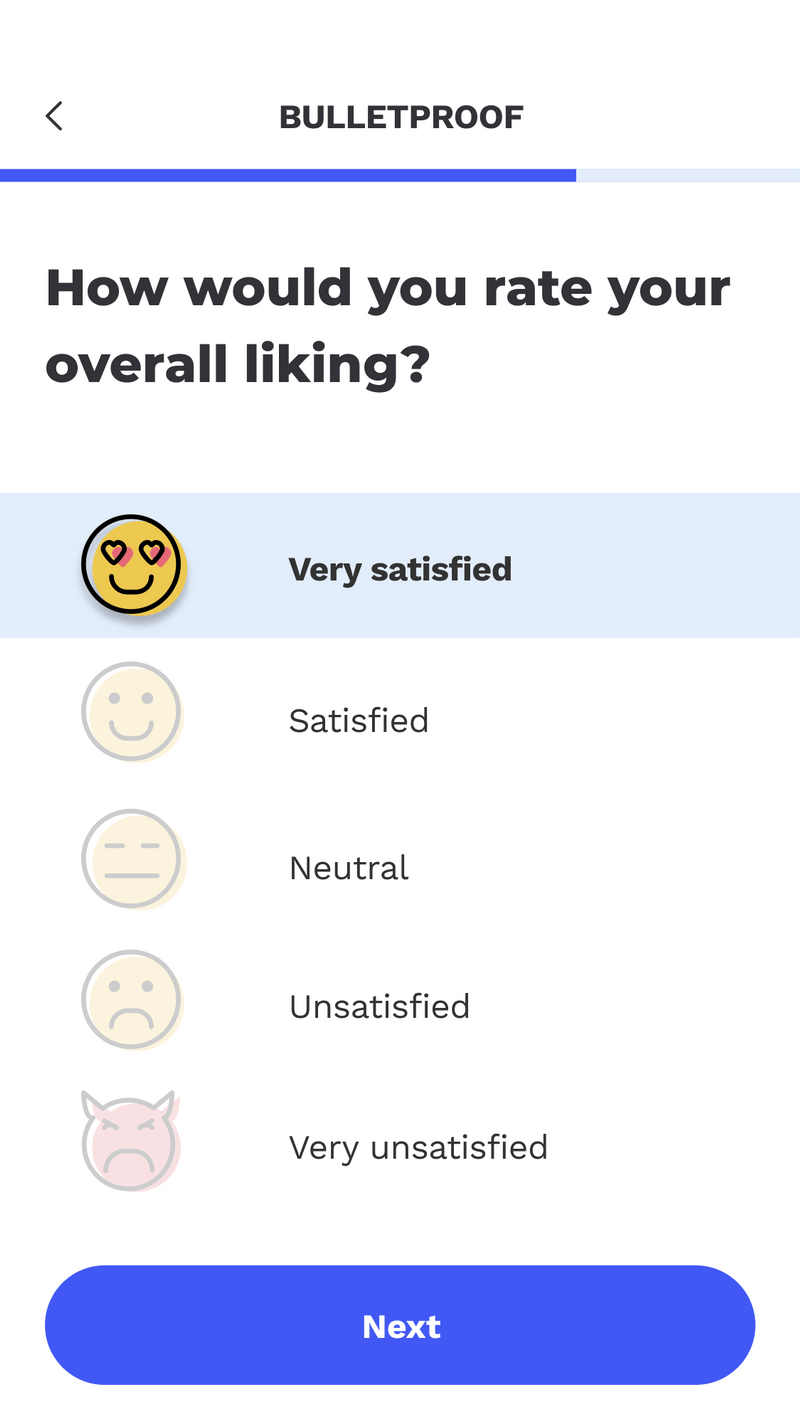 BULLETPROOF
How would you rate your
overall liking?
Very satisfied
Satisfied
Neutral
Unsatisfied
Very unsatisfied
Next